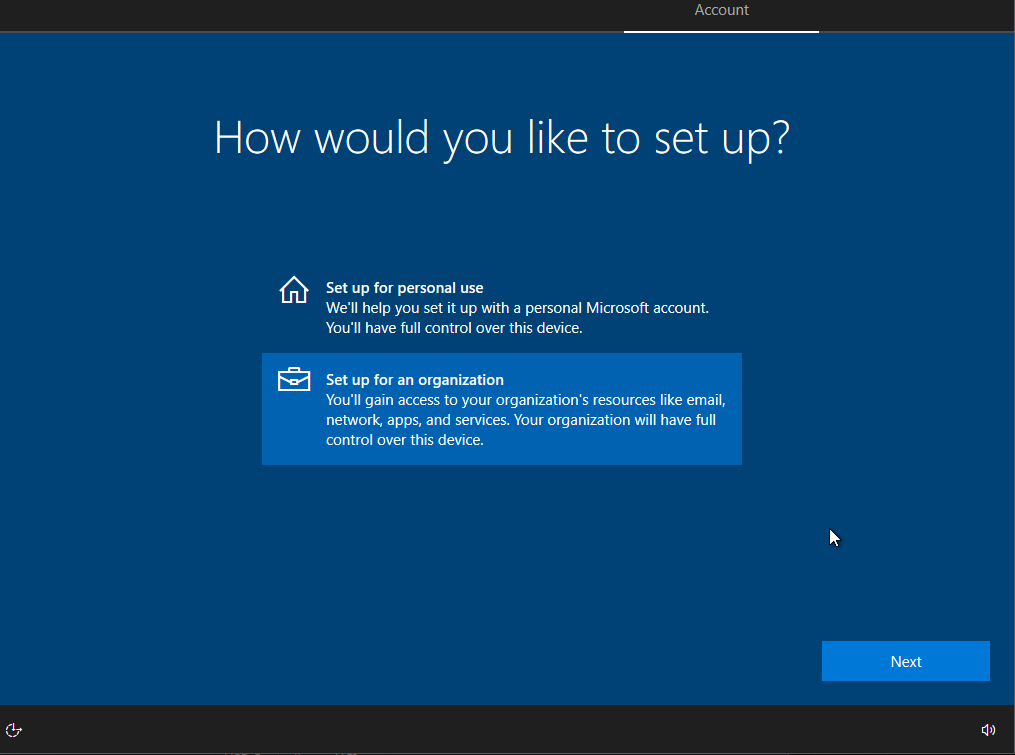 Account
How would you like to set up?
Set up for personal use
We'll help you set it up with a personal Microsoft account.
You'll have full control over this device.
Set up for an organization
You'll gain access to your organization's resources like email,
network, apps, and services. Your organization will have full
control over this device.
Next